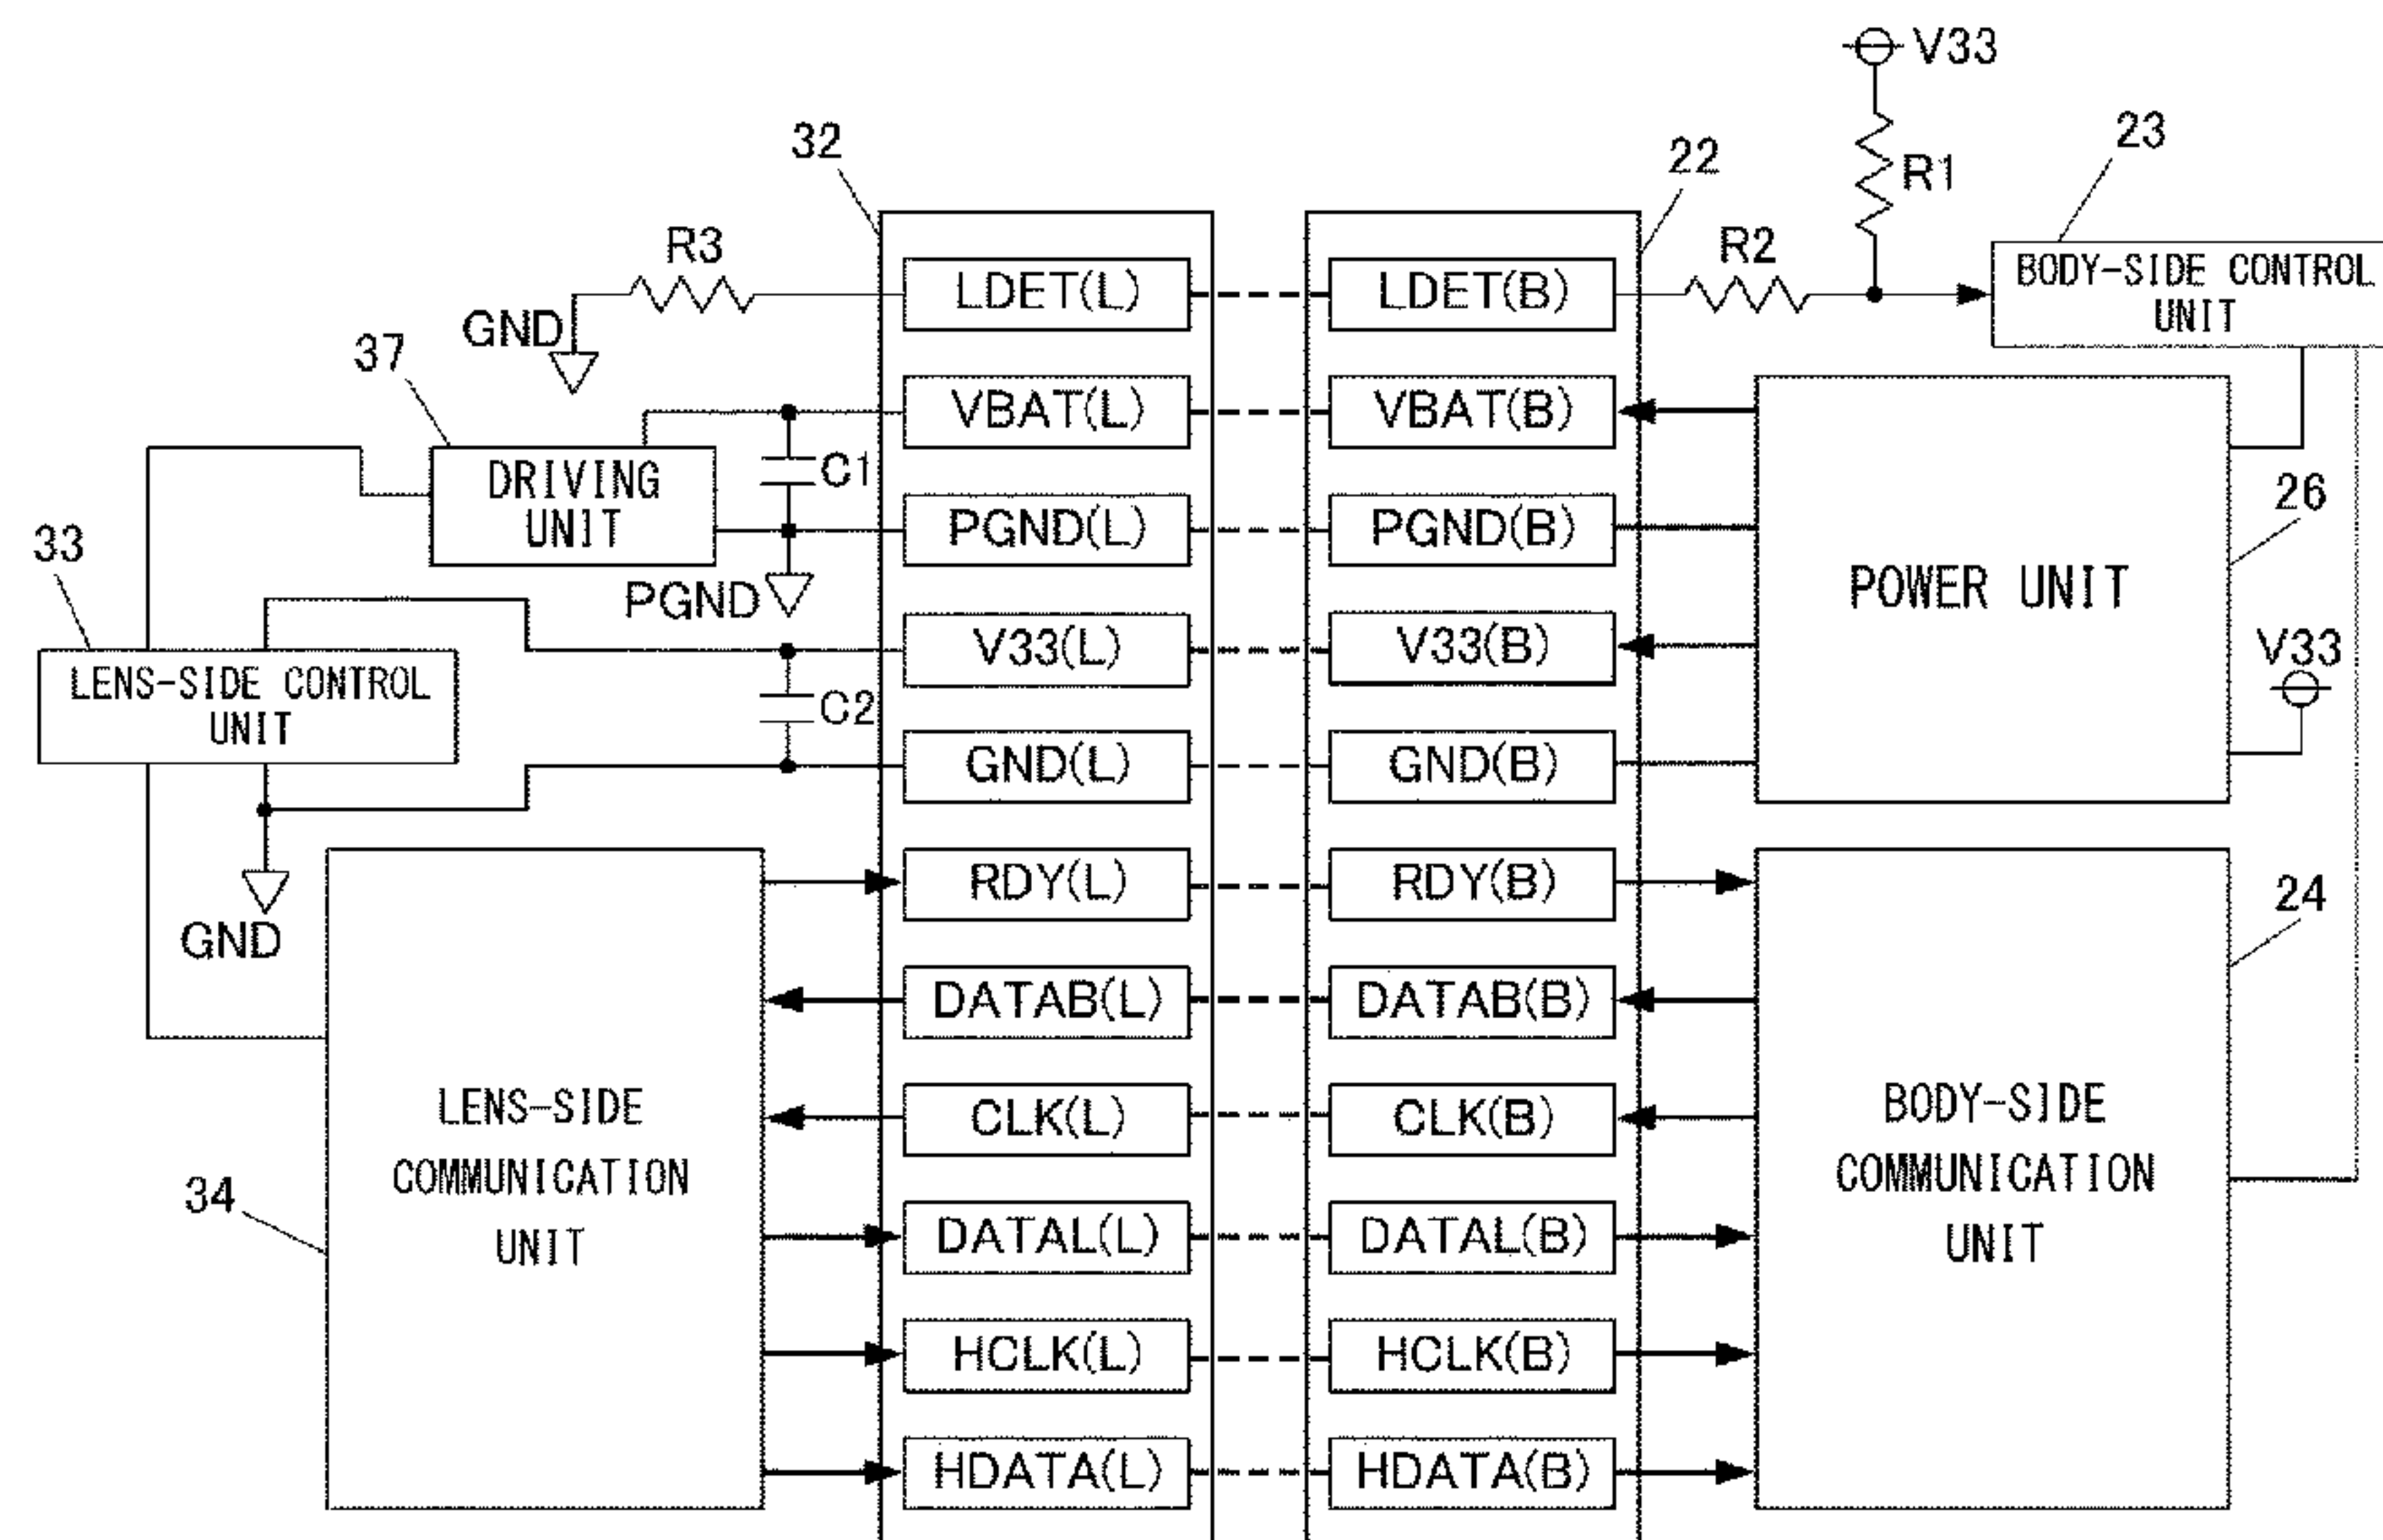 V33
32
22
23
R1
R3
R2
LDET(L)
LDET(B)
BODY-SIDE CONTROL
UNIT
GND
37
VBAT(L)
VBAT(B)
DRIVING
UNIT
C1
26
33
PGND(L)
PGND(B)
POWER UNIT
PGND
V33(L)
V33(B)
V33
LENS-SIDE CONTROL
UNIT
C2
GND(L)
GND(B)
RDY(L)
RDY(B)
24
GND
DATAB(L)
DATAB(B)
LENS-SIDE
COMMUNICATION
UNIT
34
CLK(L)
CLK(B)
BODY-SIDE
COMMUNICATION
UNIT
DATAL(L)
DATAL(B)
HCLK(L)
HCLK(B)
HDATA(L)
HDATA(B)